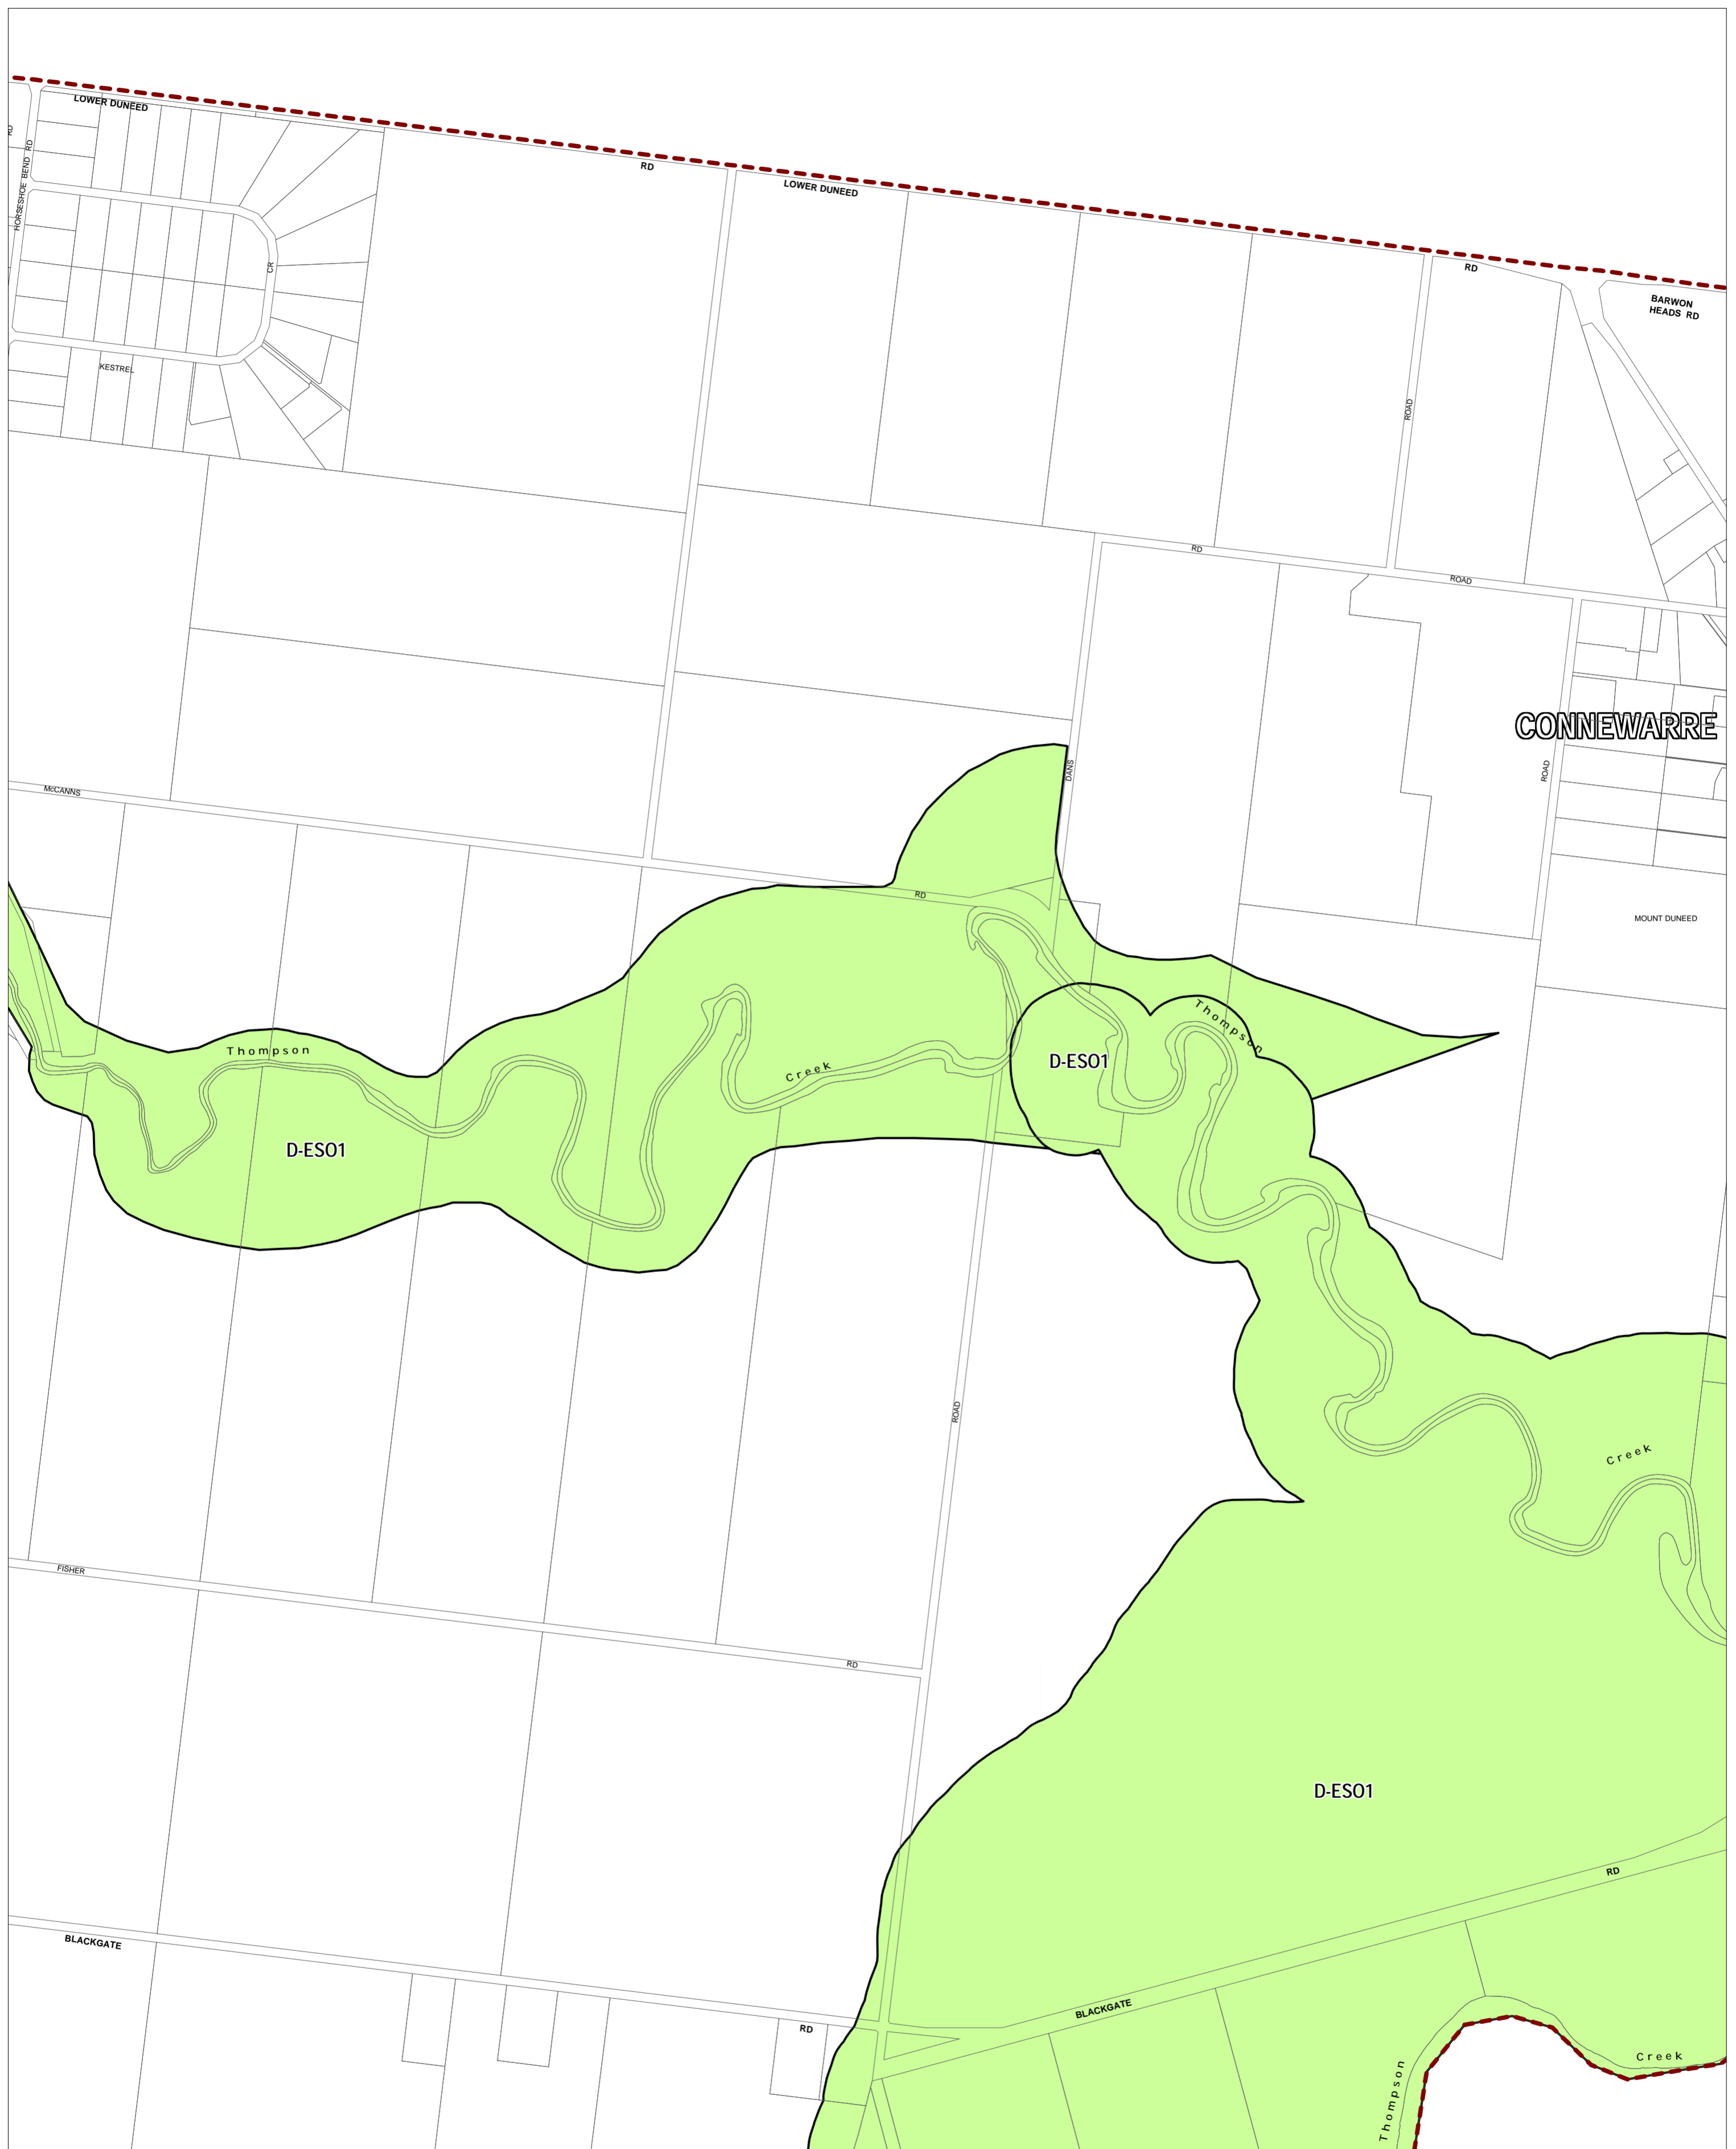 LOWER DUNEED
RD
HORSESHOE BEND RD
RD
LOWER DUNEED
CR
RD
BARWON
HEADS RD
KESTREL
ROAD
RD
ROAD
CONNEWARRE
DANS
ROAD
McCANNS
RD
MOUNT DUNEED
Thompson
Thompson
Creek
D-ESO1
D-ESO1
ROAD
Creek
FISHER
RD
D-ESO1
RD
BLACKGATE
BLACKGATE
RD
Creek
Thompson